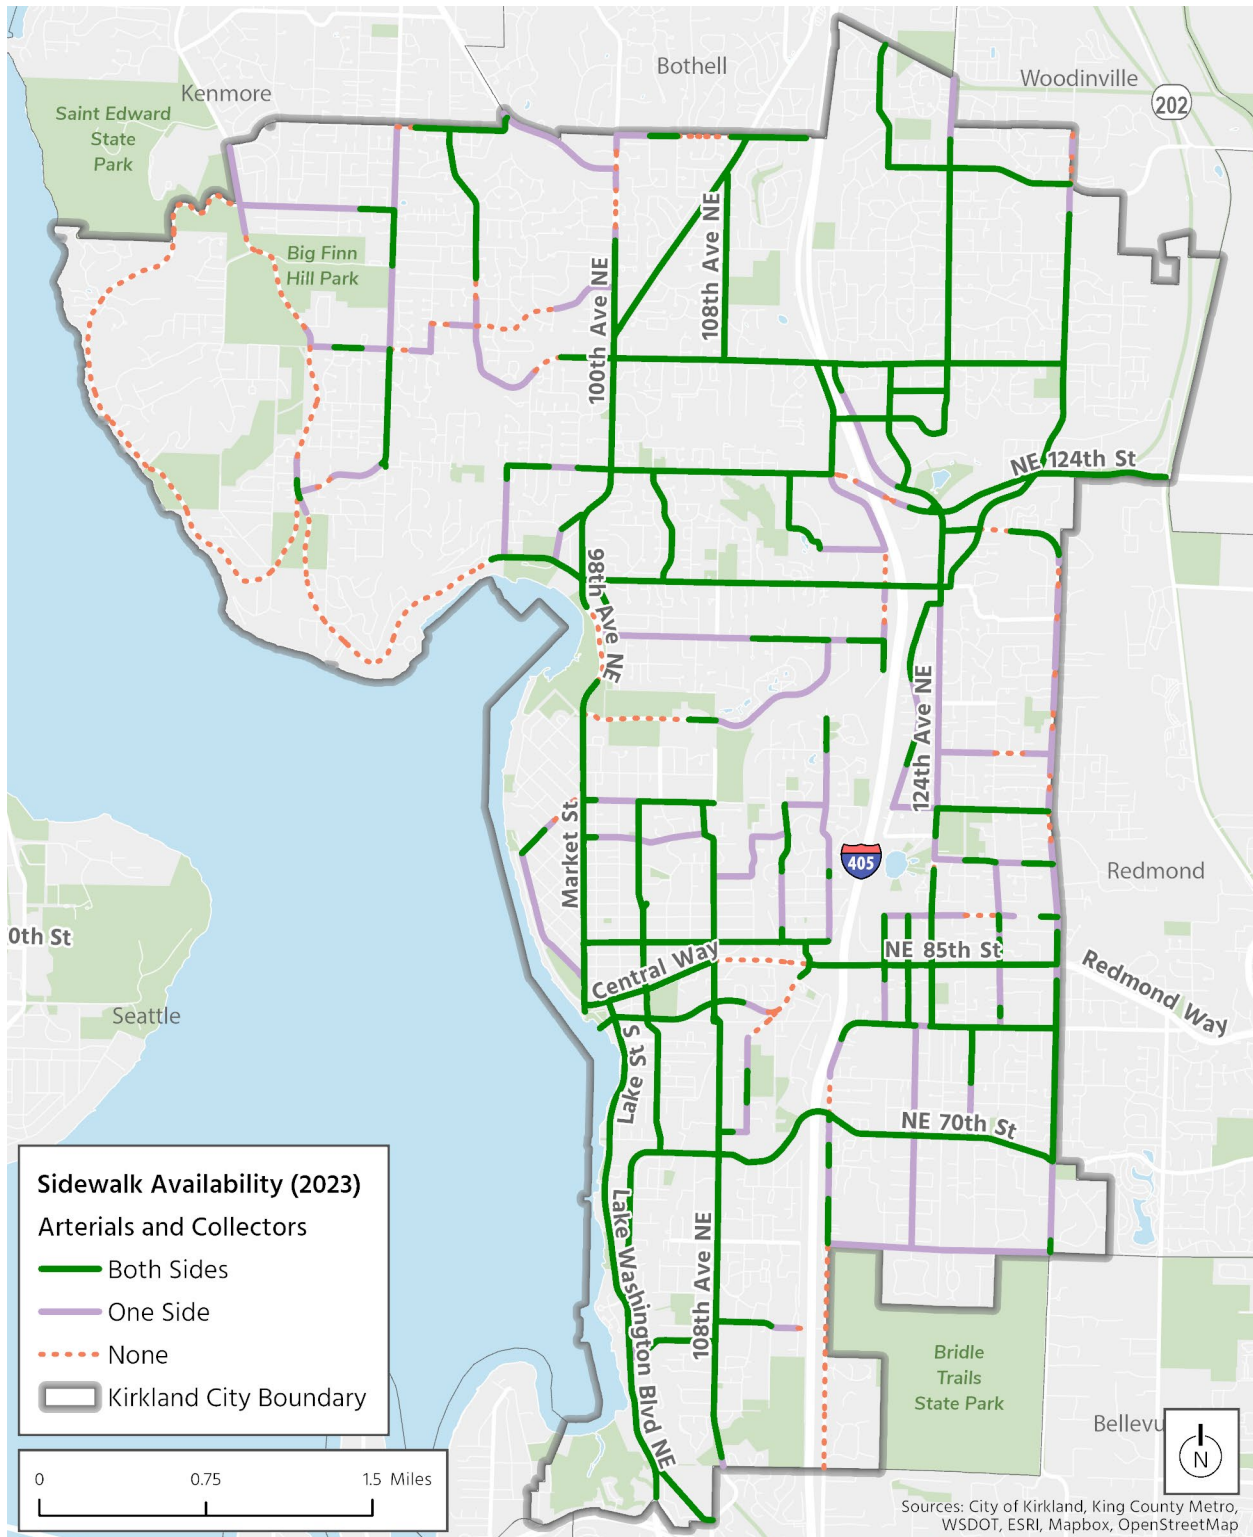 Bothell
Woodinville
Kenmore
202
Saint Edward
State
Park
Big Finn
Hill Park
100th Ave NE
108th Ave NE
NE 124th St
98th Ave NE
124th Ave NE
Market St
405
Redmond
0th St
NE 85th St
Central Way
Redmond Way
Seattle
S
Lake St
NE 70th St
Lake Washington Blvd NE
108th Ave NE
Bridle
Trails
State Park
Bellevu
Sidewalk Availability (2023)
Arterials and Collectors
Both Sides
One Side
None
Kirkland City Boundary
0 0.75 1.5 Miles
N
Sources: City of Kirkland, King County Metro,
WSDOT, ESRI, Mapbox, OpenStreetMap